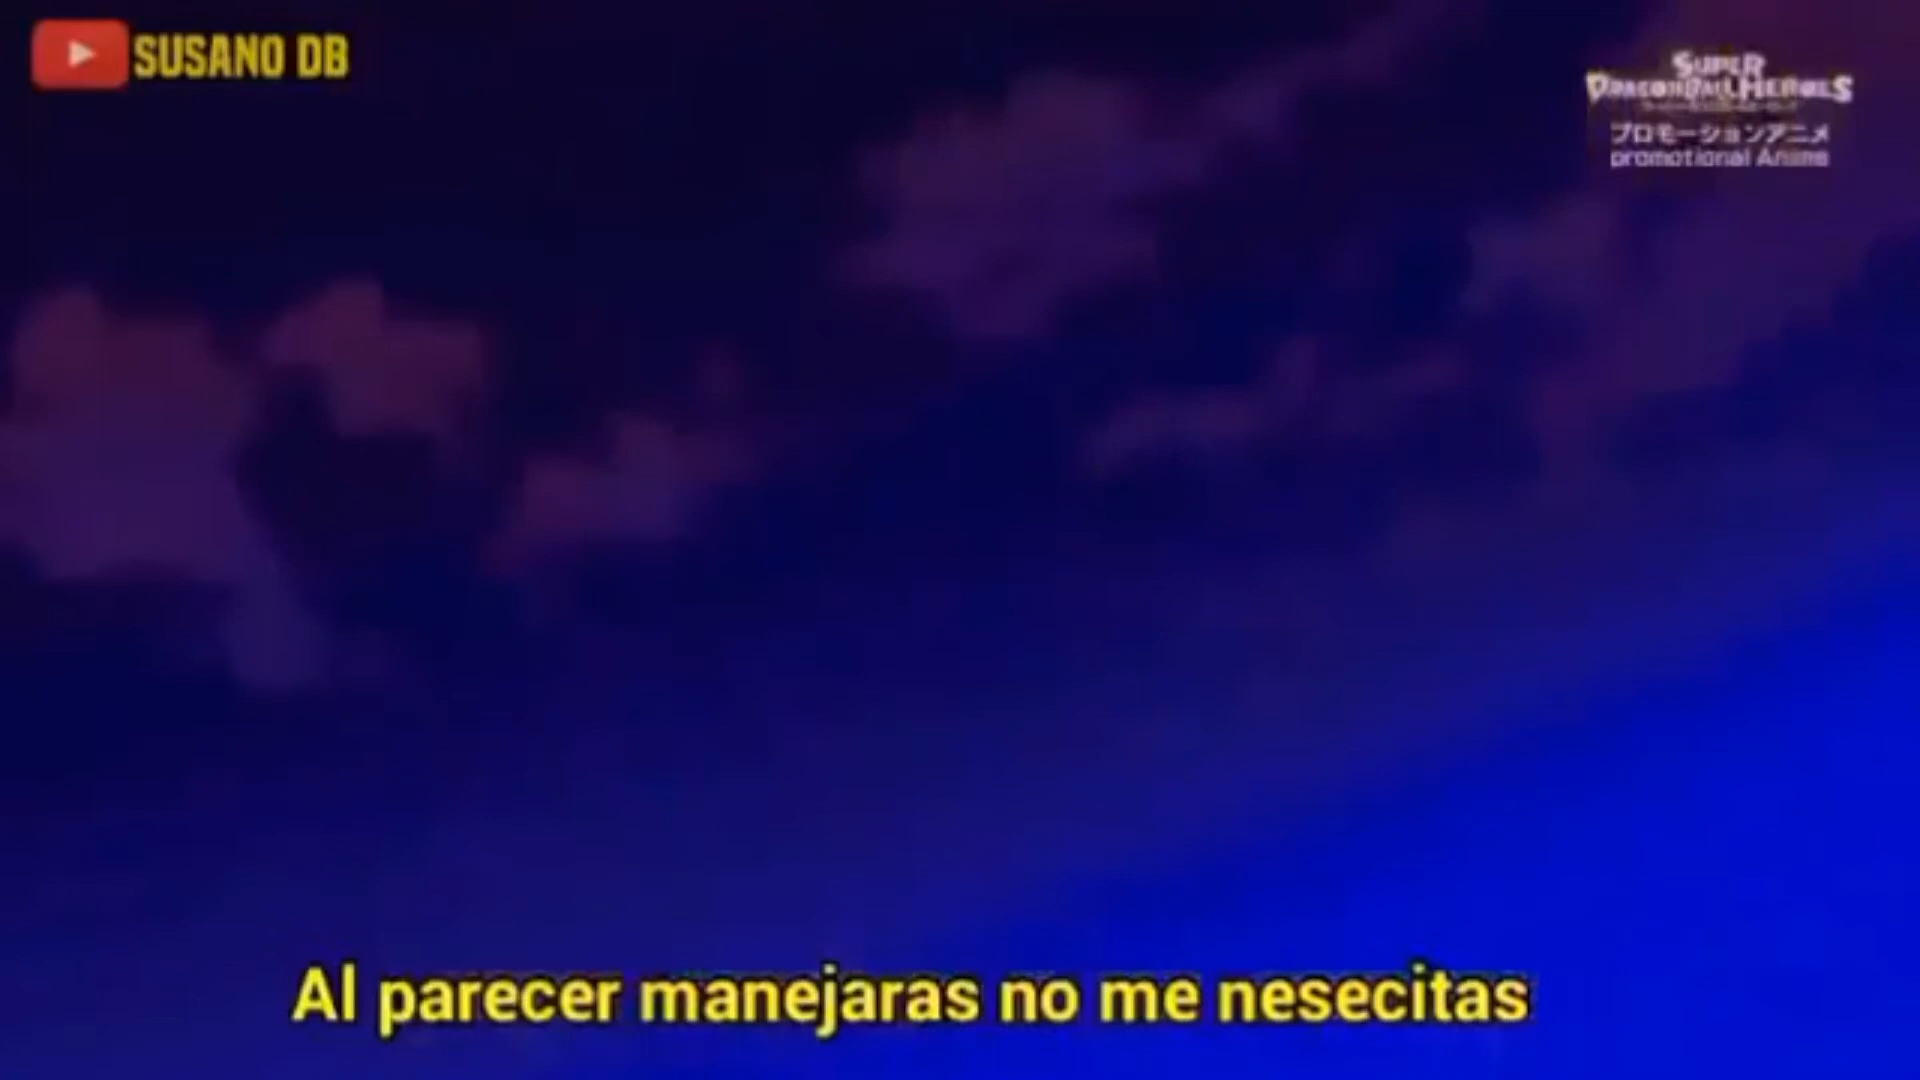 SUSANO DB
SUPER
DRAGONBALL HEROES
プロモーションアニメ
promotional Anime
Al parecer manejaras no me nesecitas